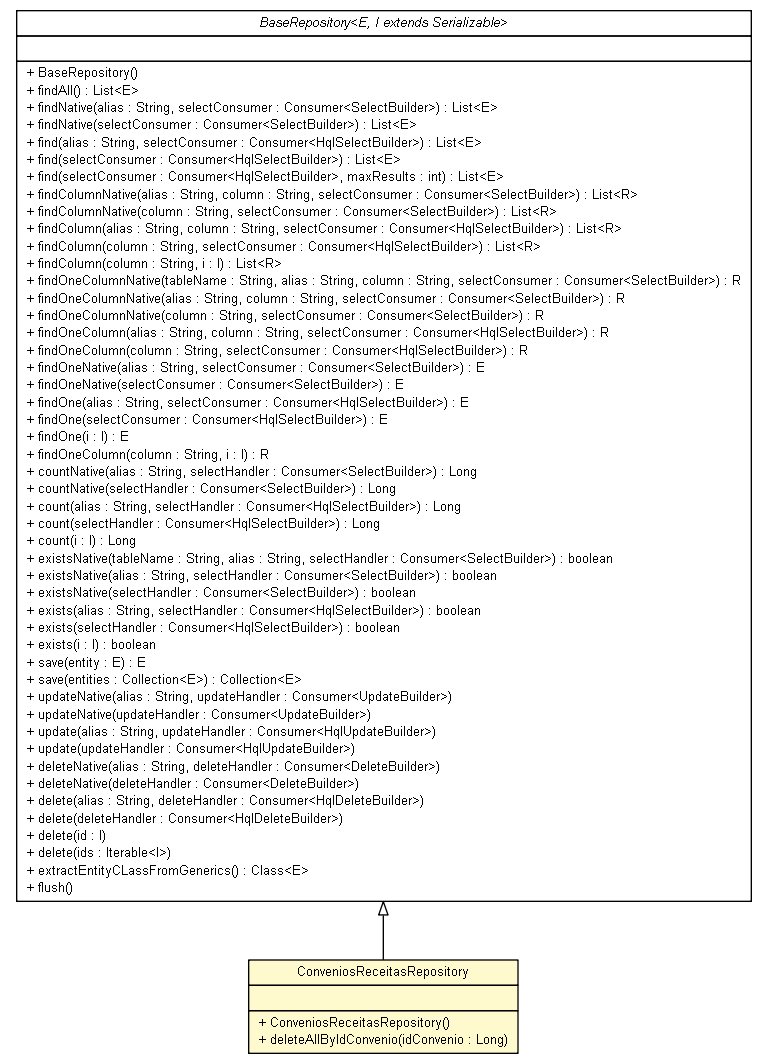 BaseRepository<E, I extends Serializable>
+ BaseRepository()
+ findAll() : List<E>
+ findNative(alias : String, selectConsumer : Consumer<SelectBuilder>) : List<E>
+ findNative(selectConsumer : Consumer<SelectBuilder>) : List<E>
+ find(alias : String, selectConsumer : Consumer<HqlSelectBuilder>) : List<E>
+ find(selectConsumer : Consumer<HqlSelectBuilder>) : List<E>
+ find(selectConsumer : Consumer<HqlSelectBuilder>, maxResults : int) : List<E>
+ findColumnNative(alias : String, column : String, selectConsumer : Consumer<SelectBuilder>) : List<R>
+ findColumnNative(column : String, selectConsumer : Consumer<SelectBuilder>) : List<R>
+ findColumn(alias : String, column : String, selectConsumer : Consumer<HqlSelectBuilder>) : List<R>
+ findColumn(column : String, selectConsumer : Consumer<HqlSelectBuilder>) : List<R>
+ findColumn(column : String, i : I) : List<R>
+ findOneColumnNative(tableName : String, alias : String, column : String, selectConsumer : Consumer<SelectBuilder>) : R
+ findOneColumnNative(alias : String, column : String, selectConsumer : Consumer<SelectBuilder>) : R
+ findOneColumnNative(column : String, selectConsumer : Consumer<SelectBuilder>) : R
+ findOneColumn(alias : String, column : String, selectConsumer : Consumer<HqlSelectBuilder>) : R
+ findOneColumn(column : String, selectConsumer : Consumer<HqlSelectBuilder>) : R
+ findOneNative(alias : String, selectConsumer : Consumer<SelectBuilder>) : E
+ findOneNative(selectConsumer : Consumer<SelectBuilder>) : E
+ findOne(alias : String, selectConsumer : Consumer<HqlSelectBuilder>) : E
+ findOne(selectConsumer : Consumer<HqlSelectBuilder>) : E
+ findOne(i : I) : E
+ findOneColumn(column : String, i : I) : R
+ countNative(alias : String, selectHandler : Consumer<SelectBuilder>) : Long
+ countNative(selectHandler : Consumer<SelectBuilder>) : Long
+ count(alias : String, selectHandler : Consumer<HqlSelectBuilder>) : Long
+ count(selectHandler : Consumer<HqlSelectBuilder>) : Long
+ count(i : I) : Long
+ existsNative(tableName : String, alias : String, selectHandler : Consumer<SelectBuilder>) : boolean
+ existsNative(alias : String, selectHandler : Consumer<SelectBuilder>) : boolean
+ existsNative(selectHandler : Consumer<SelectBuilder>) : boolean
+ exists(alias : String, selectHandler : Consumer<HqlSelectBuilder>) : boolean
+ exists(selectHandler : Consumer<HqlSelectBuilder>) : boolean
+ exists(i : I) : boolean
+ save(entity : E) : E
+ save(entities : Collection<E>) : Collection<E>
+ updateNative(alias : String, updateHandler : Consumer<UpdateBuilder>)
+ updateNative(updateHandler : Consumer<UpdateBuilder>)
+ update(alias : String, updateHandler : Consumer<HqlUpdateBuilder>)
+ update(updateHandler : Consumer<HqlUpdateBuilder>)
+ deleteNative(alias : String, deleteHandler : Consumer<DeleteBuilder>)
+ deleteNative(deleteHandler : Consumer<DeleteBuilder>)
+ delete(alias : String, deleteHandler : Consumer<HqlDeleteBuilder>)
+ delete(deleteHandler : Consumer<HqlDeleteBuilder>)
+ delete(id : I)
+ delete(ids : Iterable<I>)
+ extractEntityCLassFromGenerics() : Class<E>
+ flush()
ConveniosReceitasRepository
+ ConveniosReceitasRepository()
+ deleteAllByIdConvenio(idConvenio : Long)